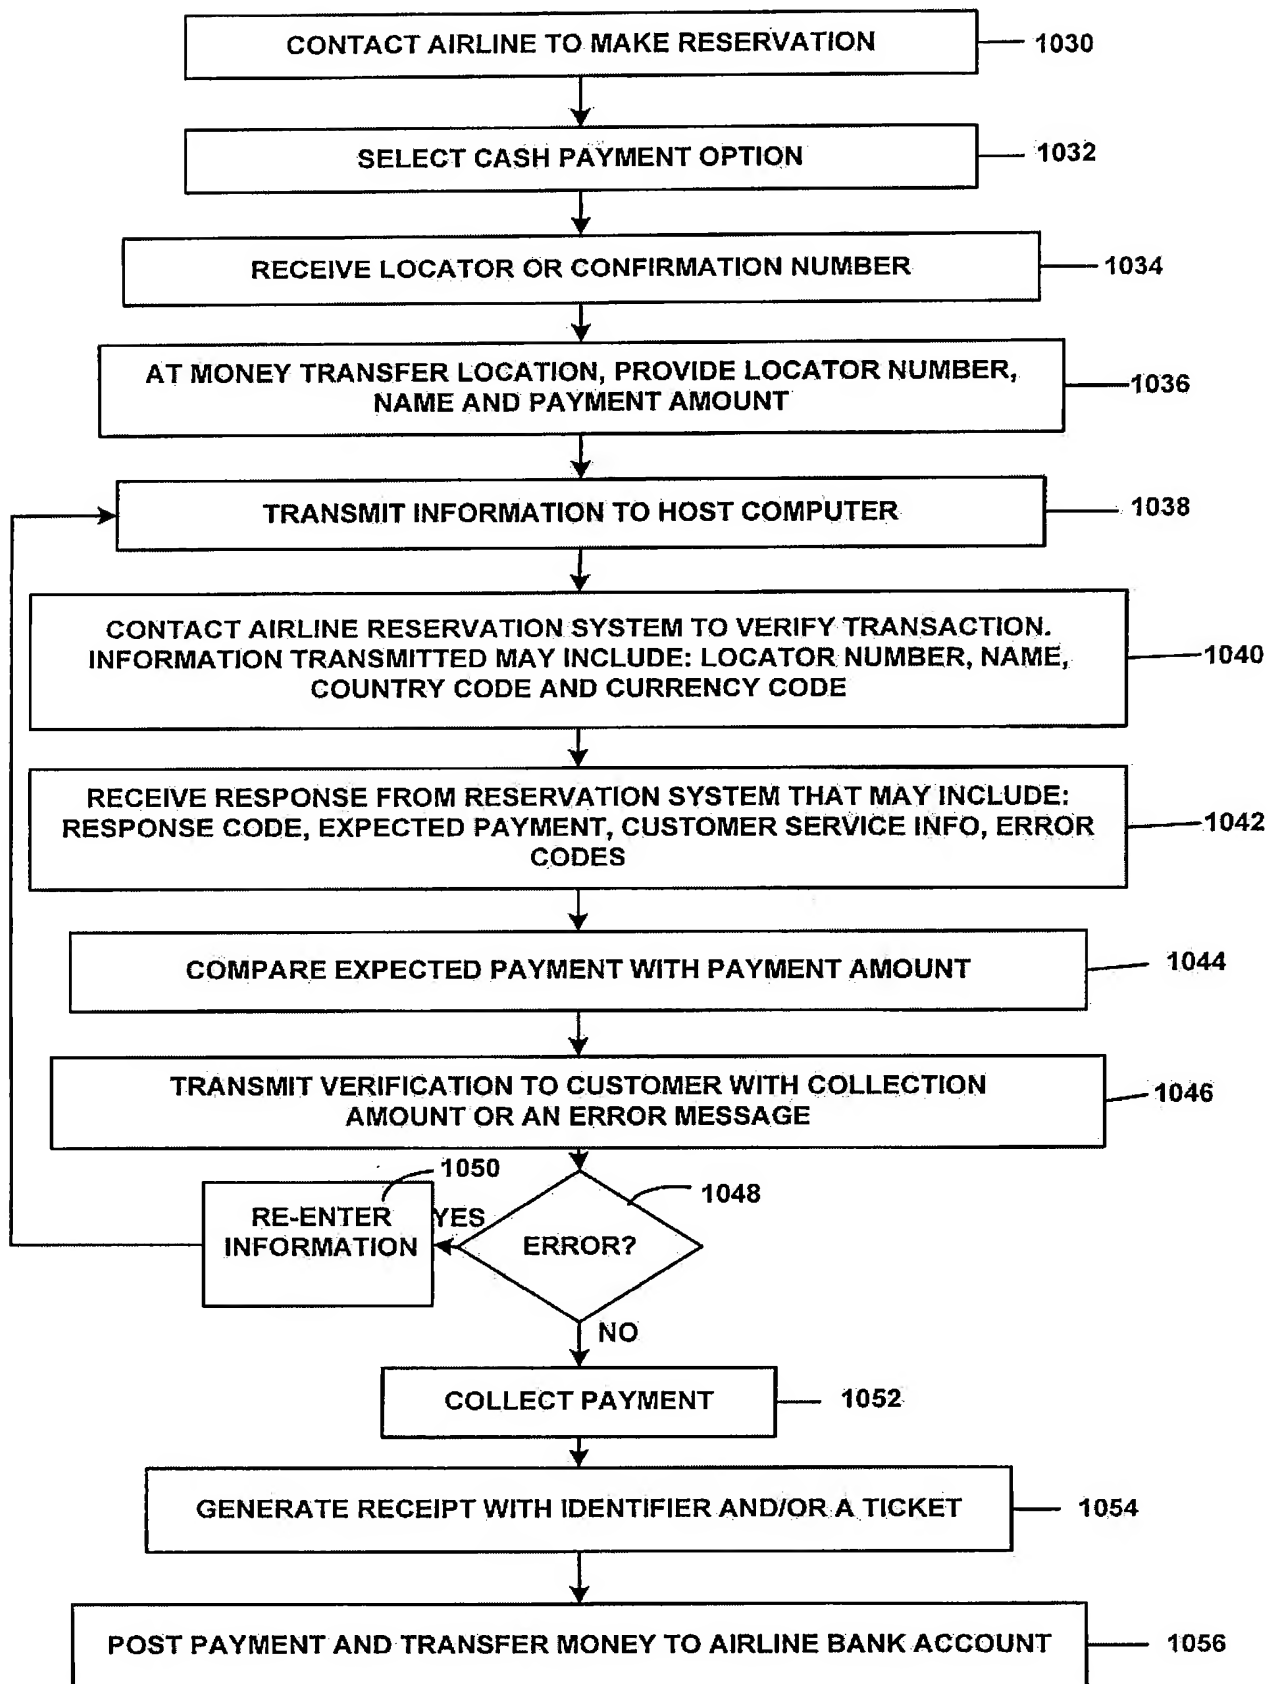 CONTACT AIRLINE TO MAKE RESERVATION
1030
SELECT CASH PAYMENT OPTION
1032
RECEIVE LOCATOR OR CONFIRMATION NUMBER
1034
AT MONEY TRANSFER LOCATION, PROVIDE LOCATOR NUMBER,
NAME AND PAYMENT AMOUNT
1036
TRANSMIT INFORMATION TO HOST COMPUTER
1038
CONTACT AIRLINE RESERVATION SYSTEM TO VERIFY TRANSACTION.
INFORMATION TRANSMITTED MAY INCLUDE: LOCATOR NUMBER, NAME,
COUNTRY CODE AND CURRENCY CODE
1040
RECEIVE RESPONSE FROM RESERVATION SYSTEM THAT MAY INCLUDE:
RESPONSE CODE, EXPECTED PAYMENT, CUSTOMER SERVICE INFO, ERROR
CODES
1042
COMPARE EXPECTED PAYMENT WITH PAYMENT AMOUNT
1044
TRANSMIT VERIFICATION TO CUSTOMER WITH COLLECTION
AMOUNT OR AN ERROR MESSAGE
1046
1050
RE-ENTER
INFORMATION
YES
ERROR?
1048
NO
COLLECT PAYMENT
1052
GENERATE RECEIPT WITH IDENTIFIER AND/OR A TICKET
1054
POST PAYMENT AND TRANSFER MONEY TO AIRLINE BANK ACCOUNT
1056